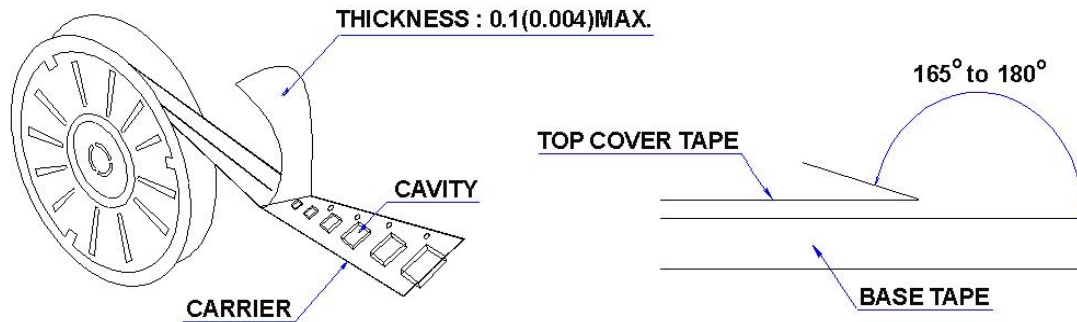 THICKNESS : 0.1(0.004)MAX.
165° to 180°
TOP COVER TAPE
CAVITY
CARRIER
BASE TAPE